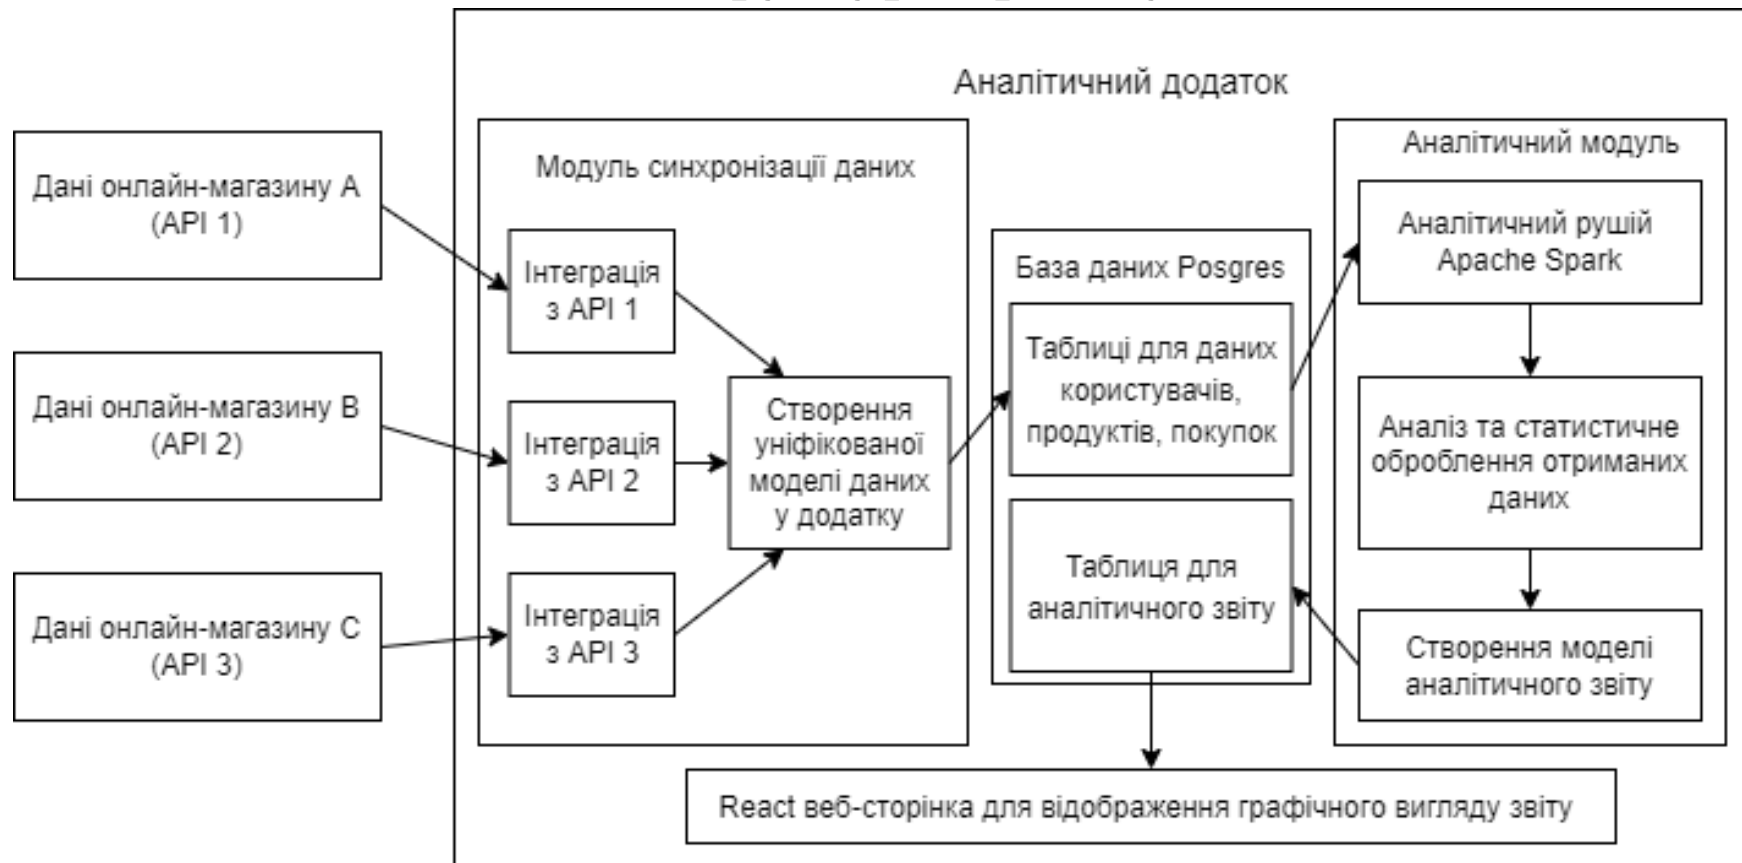 Аналітичний додаток
Дані онлайн-магазину A
(API 1)
Дані онлайн-магазину B
(API 2)
Дані онлайн-магазину C
(API 3)
Модуль синхронізації даних
Інтеграція
з API 1
Інтеграція
з API 2
Інтеграція
з API 3
Створення
уніфікованої
моделі даних
у додатку
База даних Posgres
Таблиці для даних
користувачів,
продуктів, покупок
Таблиця для
аналітичного звіту
Аналітичний модуль
Аналітичний рушій
Apache Spark
Аналіз та статистичне
оброблення отриманих
даних
Створення моделі
аналітичного звіту
React веб-сторінка для відображення графічного вигляду звіту